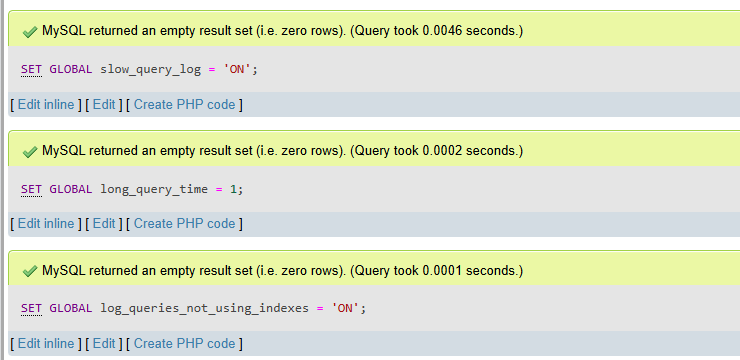 MySQL returned an empty result set (i.e. zero rows). (Query took 0.0046 seconds.)
SET GLOBAL slow_query_log = 'ON';
[ Edit inline ] [ Edit ] [ Create PHP code ]
MySQL returned an empty result set (i.e. zero rows). (Query took 0.0002 seconds.)
SET GLOBAL long_query_time = 1;
[ Edit inline ] [ Edit ] [ Create PHP code ]
MySQL returned an empty result set (i.e. zero rows). (Query took 0.0001 seconds.)
SET GLOBAL log_queries_not_using_indexes = 'ON';
[ Edit inline ] [ Edit ] [ Create PHP code ]